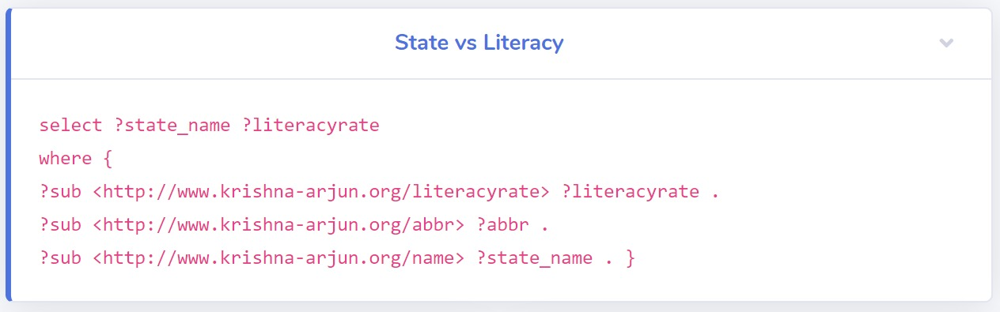 State vs Literacy
select ?state_name ?literacyrate
where {
?sub <http://www.krishna-arjun.org/literacyrate> ?literacyrate .
?sub <http://www.krishna-arjun.org/abbr> ?abbr .
?sub <http://www.krishna-arjun.org/name> ?state_name . }